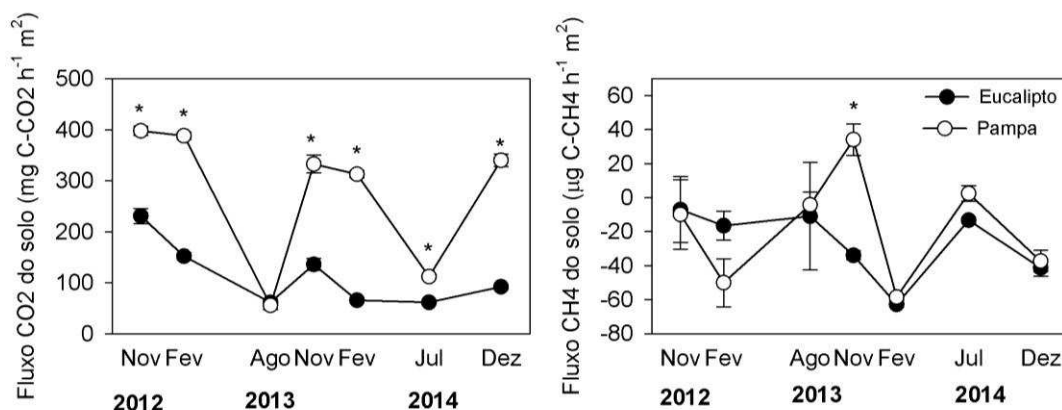 Fluxo CO2 do solo (mg C-CO2 h⁻¹ m²)
500
400
300
200
100
0
* * * * * *
Nov Fev Ago Nov Fev Jul Dez
2012 2013 2014
Fluxo CH4 do solo (µg C-CH4 h⁻¹ m²)
60
40
20
0
-20
-40
-60
-80
*
Eucalipto
Pampa
Nov Fev Ago Nov Fev Jul Dez
2012 2013 2014